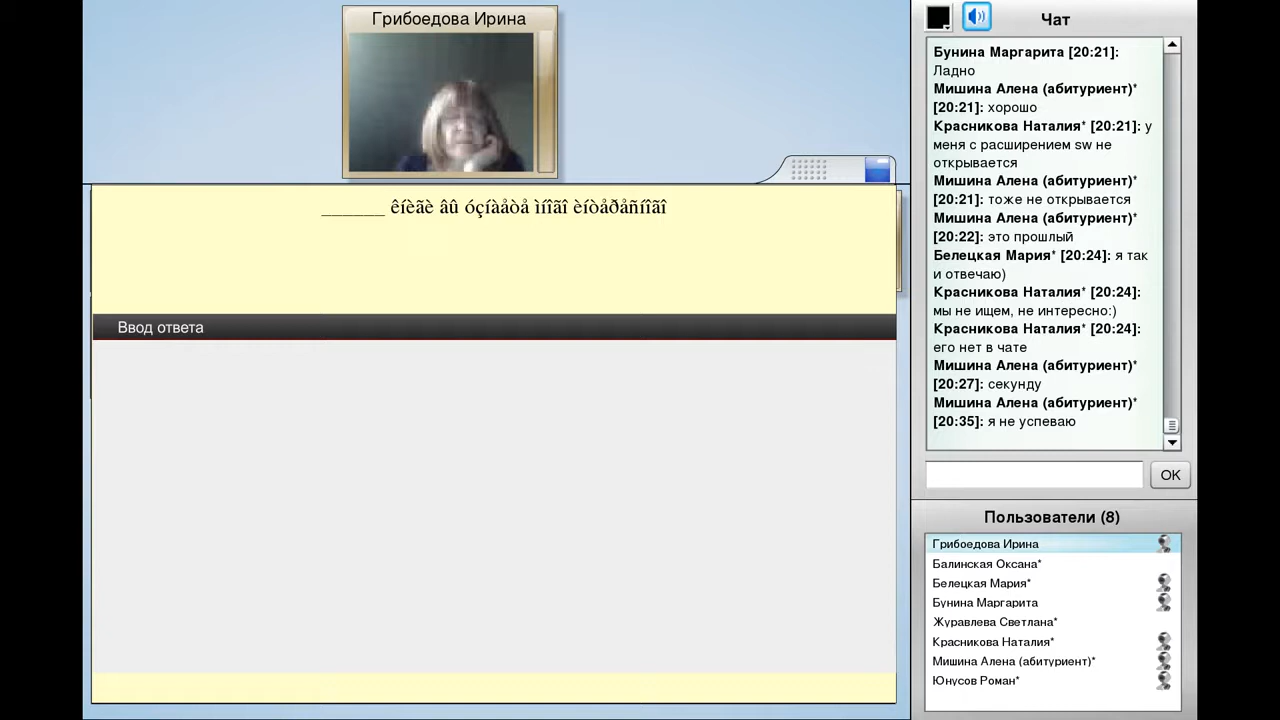 Грибоедова Ирина
______ êíèãè âû óçíàåòå ìíîãî èíòåðåñíîãî
Ввод ответа
Чат
Бунина Маргарита [20:21]:
Ладно
Мишина Алена (абитуриент)*
[20:21]: хорошо
Красникова Наталия* [20:21]: у
меня с расширением sw не
открывается
Мишина Алена (абитуриент)*
[20:21]: тоже не открывается
Мишина Алена (абитуриент)*
[20:22]: это прошлый
Белецкая Мария* [20:24]: я так
и отвечаю)
Красникова Наталия* [20:24]:
мы не ищем, не интересно:)
Красникова Наталия* [20:24]:
его нет в чате
Мишина Алена (абитуриент)*
[20:27]: секунду
Мишина Алена (абитуриент)*
[20:35]: я не успеваю
OK
Пользователи (8)
Грибоедова Ирина
Балинская Оксана*
Белецкая Мария*
Бунина Маргарита
Журавлева Светлана*
Красникова Наталия*
Мишина Алена (абитуриент)*
Юнусов Роман*